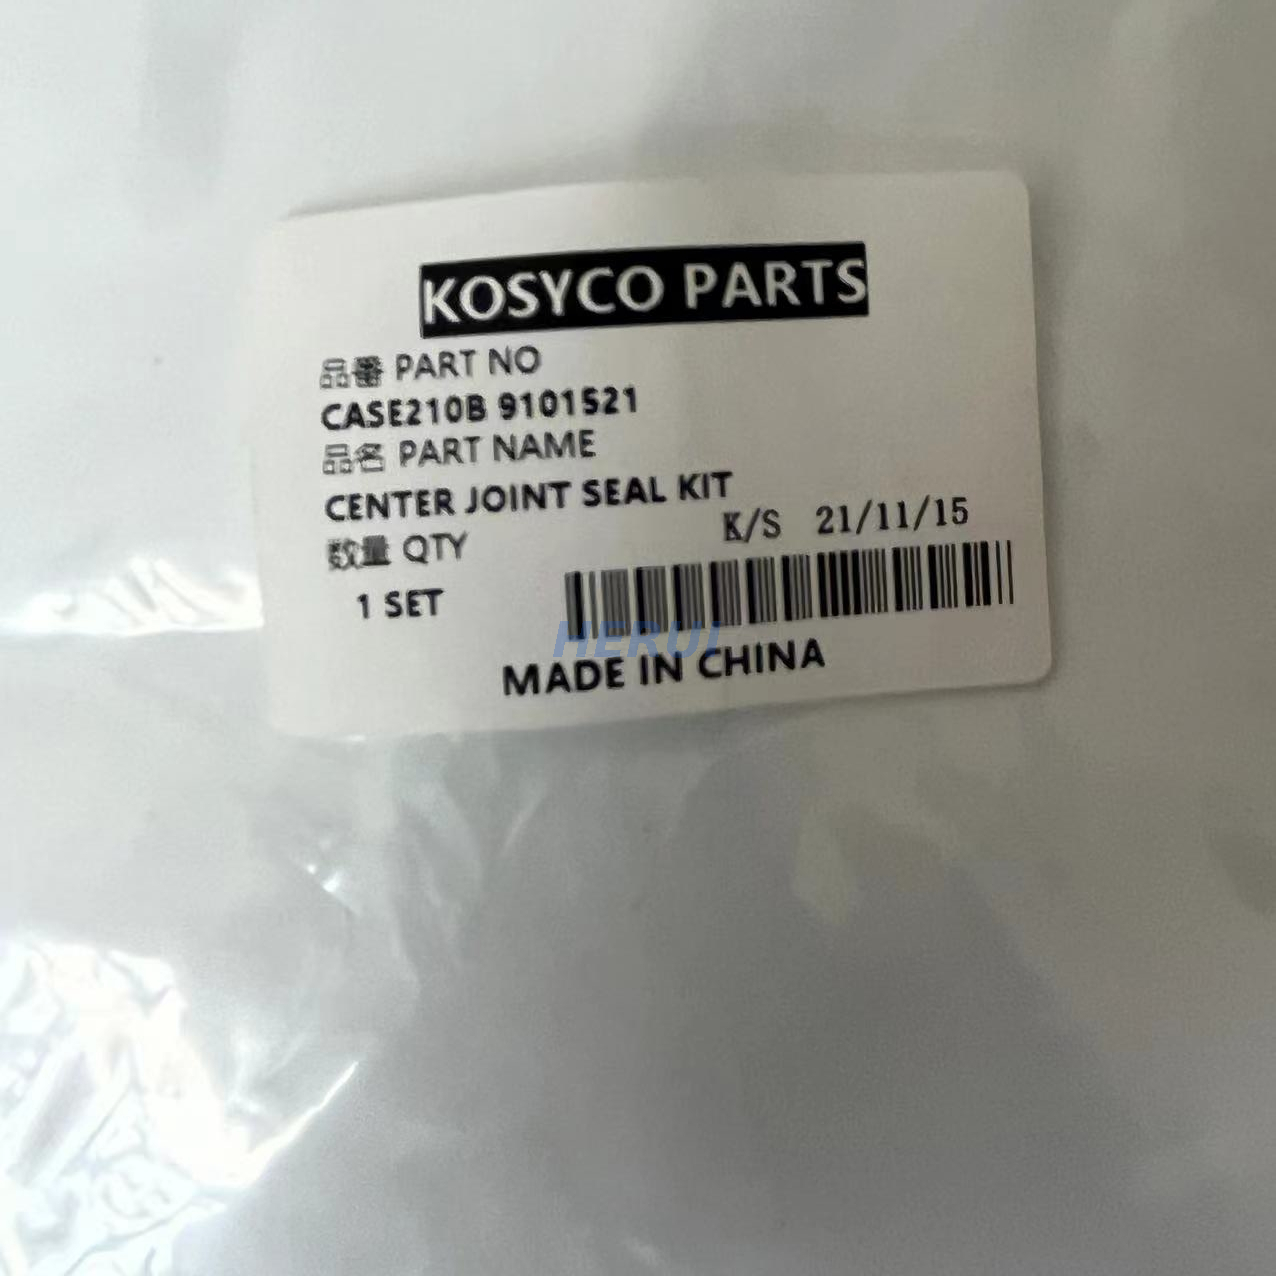 KOSYCO PARTS
品番 PART NO
CASE210B 9101521
品名 PART NAME
CENTER JOINT SEAL KIT
K/S 21/11/15
数量 QTY
1 SET
HERUI
MADE IN CHINA